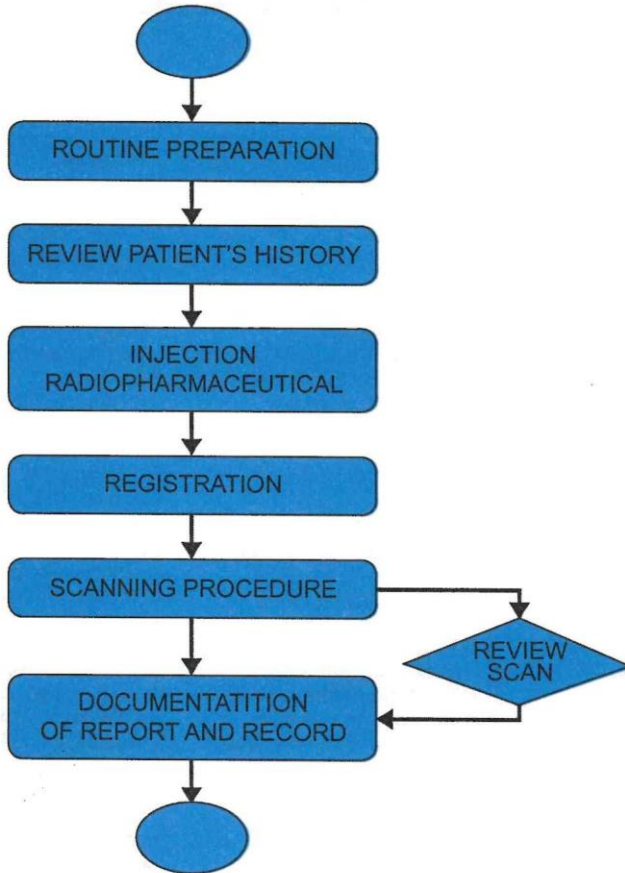 ROUTINE PREPARATION
REVIEW PATIENT'S HISTORY
INJECTION
RADIOPHARMACEUTICAL
REGISTRATION
SCANNING PROCEDURE
REVIEW
SCAN
DOCUMENTATITION
OF REPORT AND RECORD